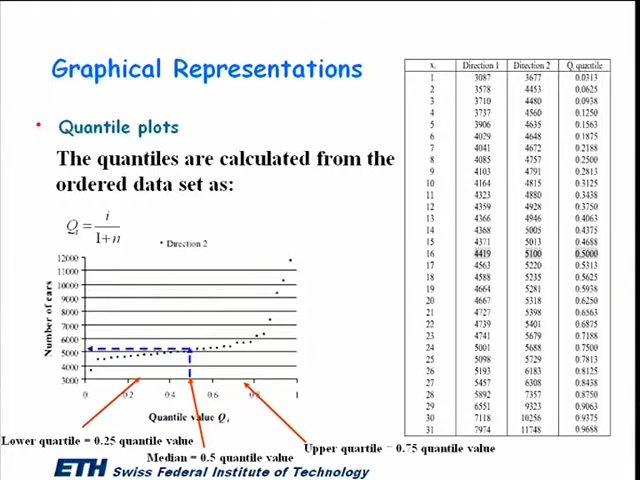 Graphical Representations
• Quantile plots
The quantiles are calculated from the
ordered data set as:
Qi = i / 1+n
• Direction 2
12000
11000
10000
9000
8000
7000
6000
5000
4000
3000
Number of cars
0 0.2 0.4 0.6 0.8 1
Quantile value Qi
Lower quartile = 0.25 quantile value
Median = 0.5 quantile value
Upper quartile = 0.75 quantile value
ETH Swiss Federal Institute of Technology
xi Direction 1 Direction 2 Qi quantile
1 3087 3677 0.0313
2 3578 4453 0.0625
3 3710 4480 0.0938
4 3737 4560 0.1250
5 3906 4635 0.1563
6 4029 4648 0.1875
7 4041 4672 0.2188
8 4085 4757 0.2500
9 4103 4791 0.2813
10 4164 4815 0.3125
11 4323 4880 0.3438
12 4359 4928 0.3750
13 4366 4946 0.4063
14 4368 5005 0.4375
15 4371 5013 0.4688
16 4419 5100 0.5000
17 4563 5220 0.5313
18 4588 5235 0.5625
19 4664 5281 0.5938
20 4667 5318 0.6250
21 4727 5398 0.6563
22 4739 5401 0.6875
23 4741 5679 0.7188
24 5001 5688 0.7500
25 5098 5729 0.7813
26 5193 6183 0.8125
27 5457 6308 0.8438
28 5892 7357 0.8750
29 6551 9323 0.9063
30 7118 10256 0.9375
31 7974 11748 0.9688